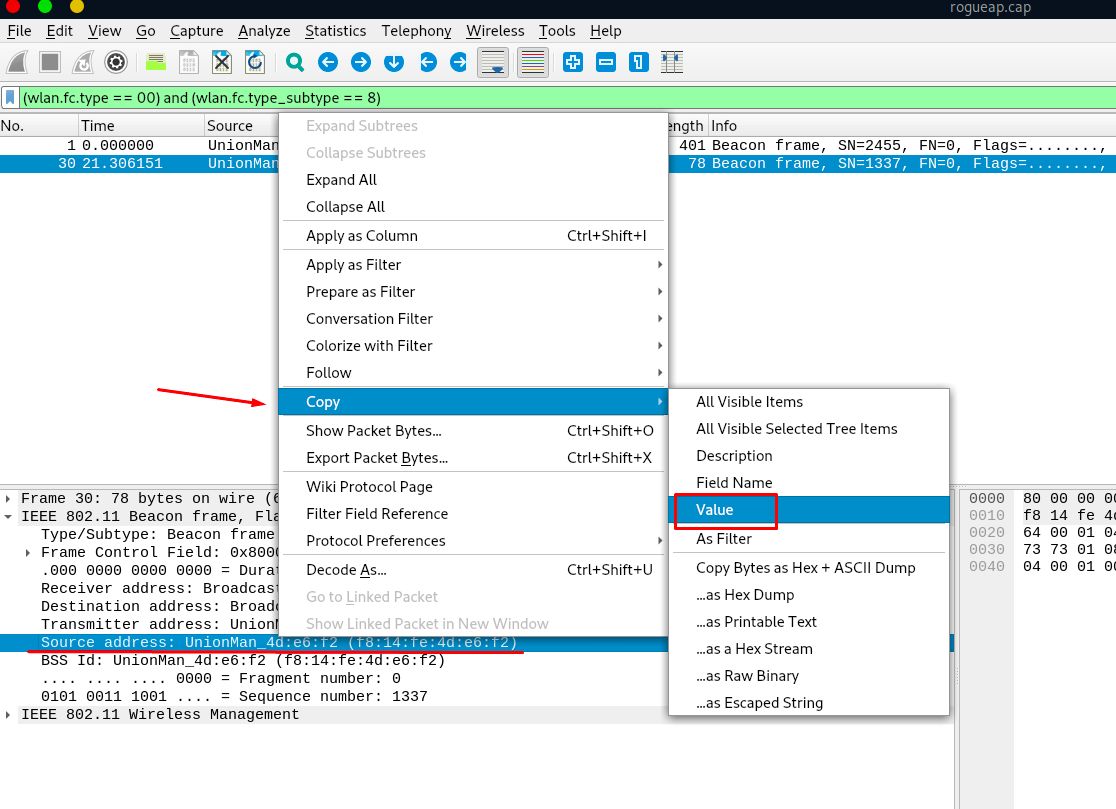 rogueap.cap
File Edit View Go Capture Analyze Statistics Telephony Wireless Tools Help
(wlan.fc.type == 00) and (wlan.fc.type_subtype == 8)
No. Time Source ength Info
1 0.000000 UnionMan 401 Beacon frame, SN=2455, FN=0, Flags=........,
30 21.306151 UnionMan 78 Beacon frame, SN=1337, FN=0, Flags=........,
Expand Subtrees
Collapse Subtrees
Expand All
Collapse All
Apply as Column Ctrl+Shift+I
Apply as Filter
Prepare as Filter
Conversation Filter
Colorize with Filter
Follow
Copy
Show Packet Bytes... Ctrl+Shift+O
Export Packet Bytes... Ctrl+Shift+X
Wiki Protocol Page
Filter Field Reference
Protocol Preferences
Decode As... Ctrl+Shift+U
Go to Linked Packet
Show Linked Packet in New Window
All Visible Items
All Visible Selected Tree Items
Description
Field Name
Value
As Filter
Copy Bytes as Hex + ASCII Dump
...as Hex Dump
...as Printable Text
...as a Hex Stream
...as Raw Binary
...as Escaped String
Frame 30: 78 bytes on wire (6
IEEE 802.11 Beacon frame, Fla
Type/Subtype: Beacon frame
Frame Control Field: 0x8000
.000 0000 0000 0000 = Durat
Receiver address: Broadcast
Destination address: Broadc
Transmitter address: UnionM
Source address: UnionMan_4d:e6:f2 (f8:14:fe:4d:e6:f2)
BSS Id: UnionMan_4d:e6:f2 (f8:14:fe:4d:e6:f2)
.... .... .... 0000 = Fragment number: 0
0101 0011 1001 .... = Sequence number: 1337
IEEE 802.11 Wireless Management
0000 80 00 00 00
0010 f8 14 fe 4d
0020 64 00 01 04
0030 73 73 01 08
0040 04 00 01 00